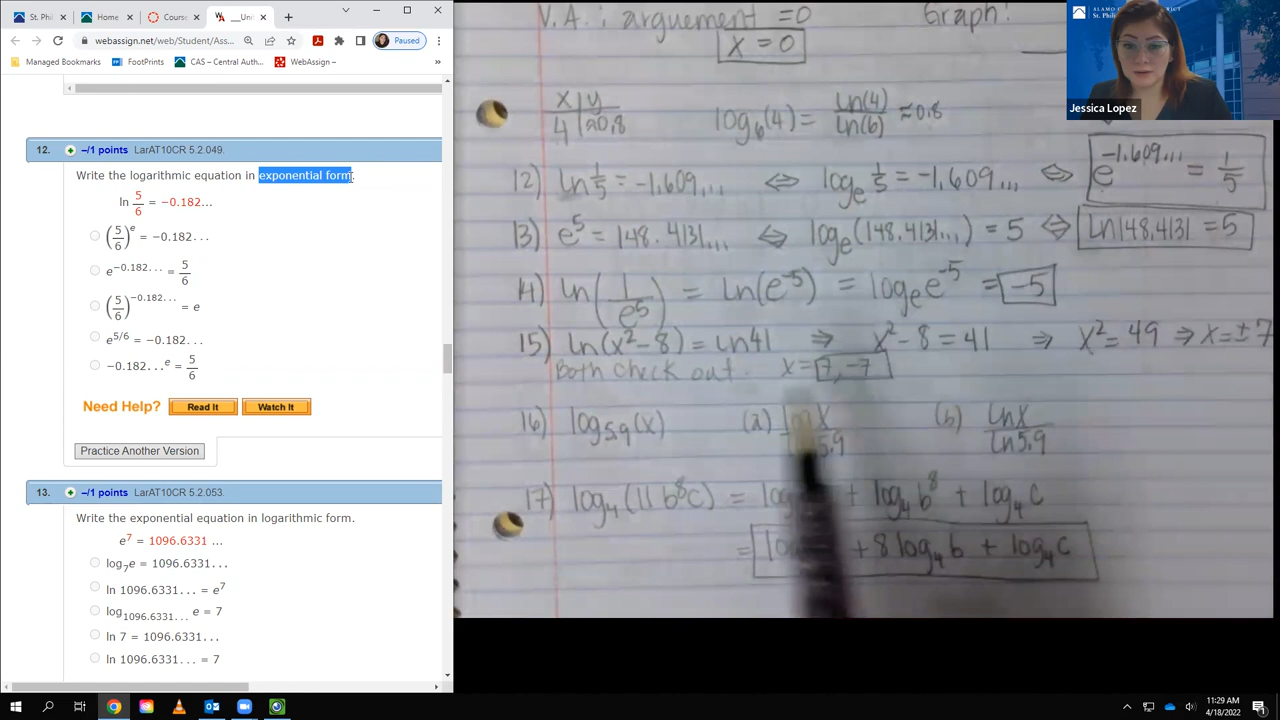 St. Phili
Home
Course
__Uni
webassign.net/web/Student/Ass...
Paused
Managed Bookmarks
FootPrints
CAS – Central Auth...
WebAssign...
»
12. –/1 points LarAT10CR 5.2.049.
Write the logarithmic equation in exponential form.
ln 5/6 = −0.182...
(5/6)^e = −0.182...
e^−0.182... = 5/6
(5/6)^−0.182... = e
e^5/6 = −0.182...
−0.182...^e = 5/6
Need Help? Read It Watch It
Practice Another Version
13. –/1 points LarAT10CR 5.2.053.
Write the exponential equation in logarithmic form.
e^7 = 1096.6331 ...
log_7 e = 1096.6331...
ln 1096.6331... = e^7
log_1096.6331... e = 7
ln 7 = 1096.6331...
ln 1096.6331... = 7
V.A.: arguement = 0 Graph:
x = 0
x | y
4 | ≈0.8 log_6(4) = ln(4)/ln(6) ≈ 0.8
12) ln 1/5 = -1.609... ⇔ log_e 1/5 = -1.609... ⇔ e^-1.609... = 1/5
13) e^5 = 148.4131... ⇔ log_e(148.4131...) = 5 ⇔ ln 148.4131 = 5
14) ln(1/e^5) = ln(e^-5) = log_e e^-5 = -5
15) ln(x²-8) = ln 41 ⇒ x²-8 = 41 ⇒ x² = 49 ⇒ x = ± 7
Both check out. x = 7, -7
16) log_5.9(x) (a) x 5.9 (b) ln x/ln 5.9
17) log_4(11 b^8 c) = + log_4 b^8 + log_4 c
= + 8 log_4 b + log_4 c
St. Phili
Jessica Lopez
11:29 AM
4/18/2022